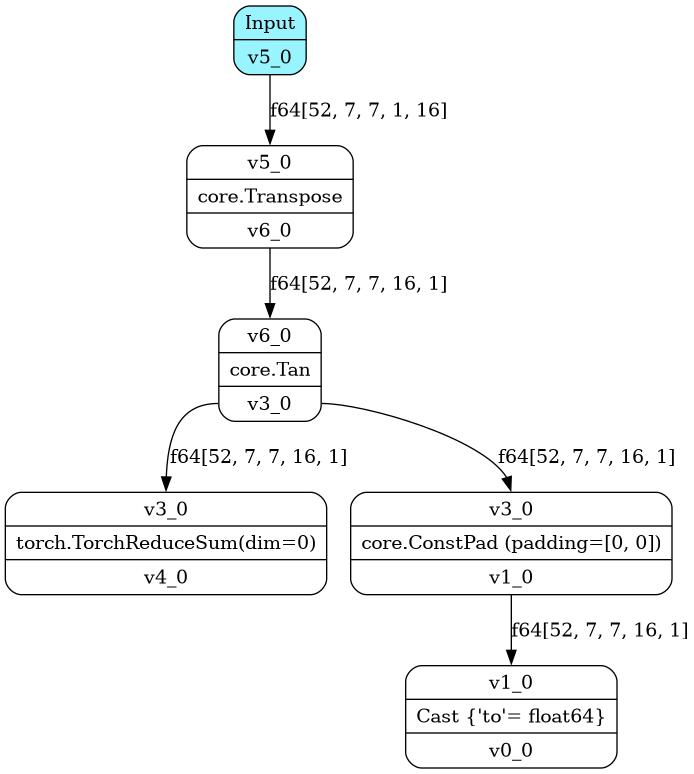 Input
v5_0
f64[52, 7, 7, 1, 16]
v5_0
core.Transpose
v6_0
f64[52, 7, 7, 16, 1]
v6_0
core.Tan
v3_0
f64[52, 7, 7, 16, 1]
f64[52, 7, 7, 16, 1]
v3_0
torch.TorchReduceSum(dim=0)
v4_0
v3_0
core.ConstPad (padding=[0, 0])
v1_0
f64[52, 7, 7, 16, 1]
v1_0
Cast {'to'= float64}
v0_0